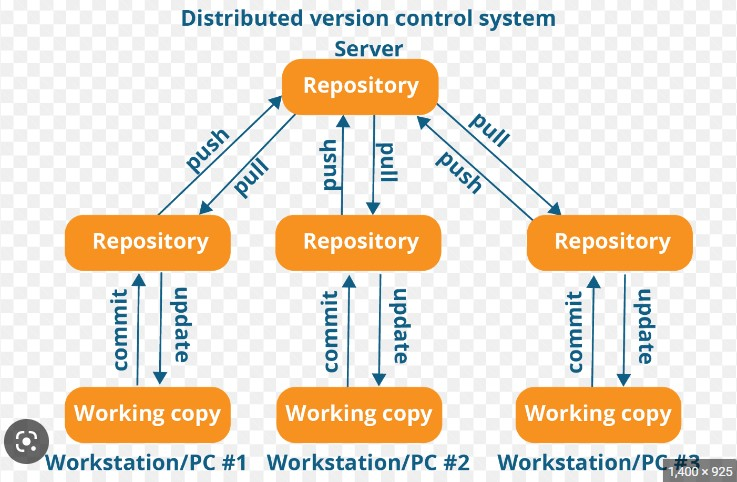 Distributed version control system
Server
Repository
push
pull
push
pull
push
pull
Repository
Repository
Repository
commit
update
commit
update
commit
update
Working copy
Working copy
Working copy
Workstation/PC #1
Workstation/PC #2
Workstation/PC #3
1,400 × 925